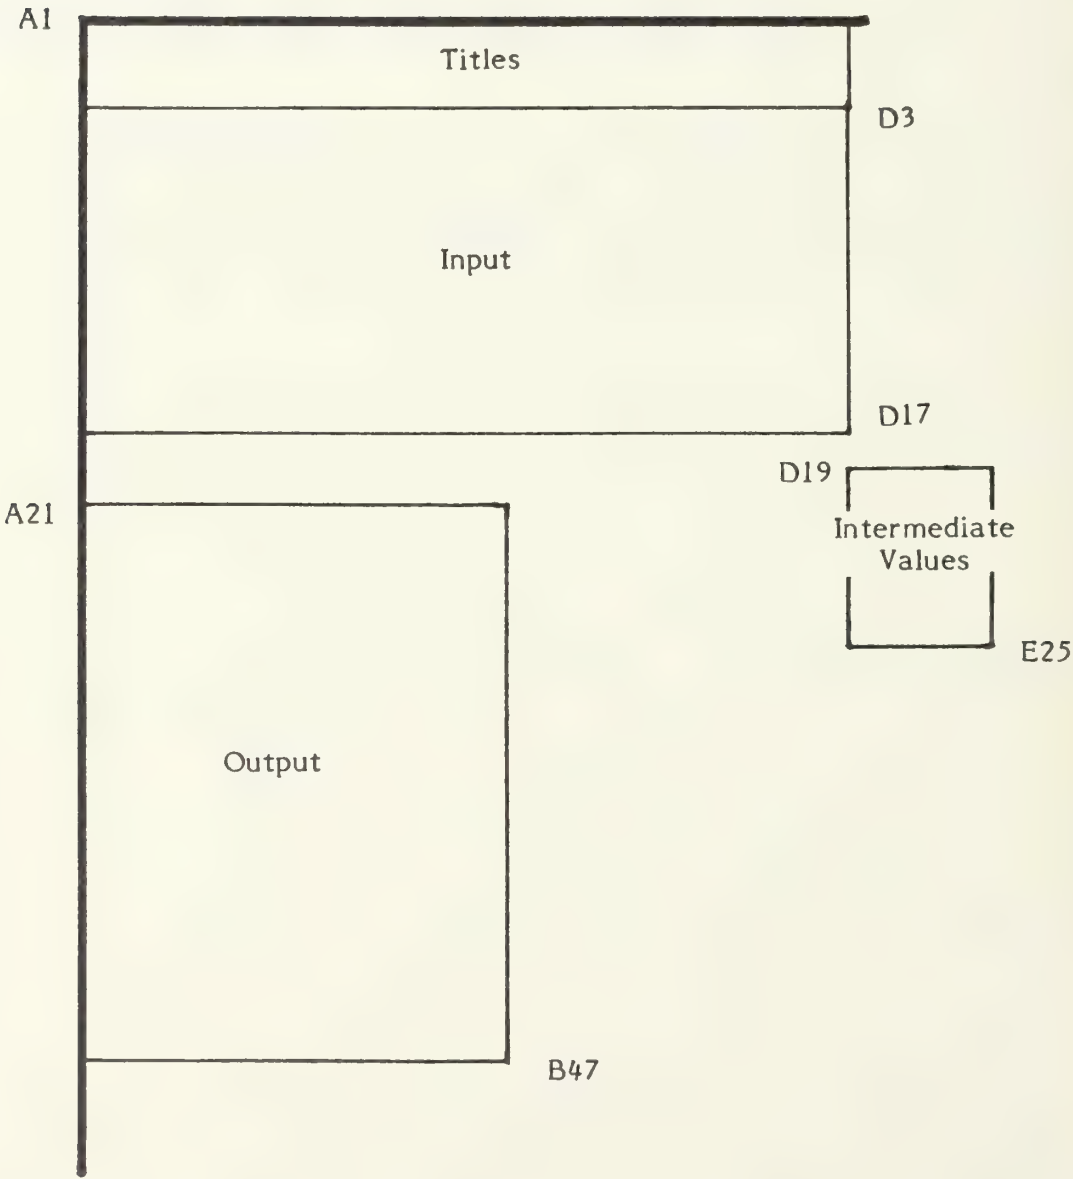 A1
Titles
D3
Input
D17
D19
A21
Intermediate
Values
E25
Output
B47